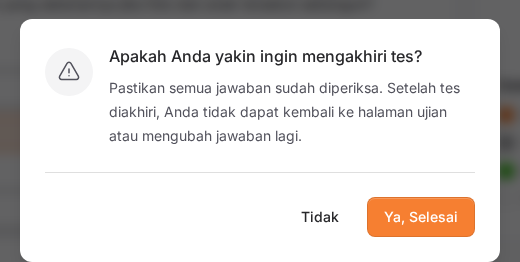 Apakah Anda yakin ingin mengakhiri tes?
Pastikan semua jawaban sudah diperiksa. Setelah tes
diakhiri, Anda tidak dapat kembali ke halaman ujian
atau mengubah jawaban lagi.
Tidak
Ya, Selesai